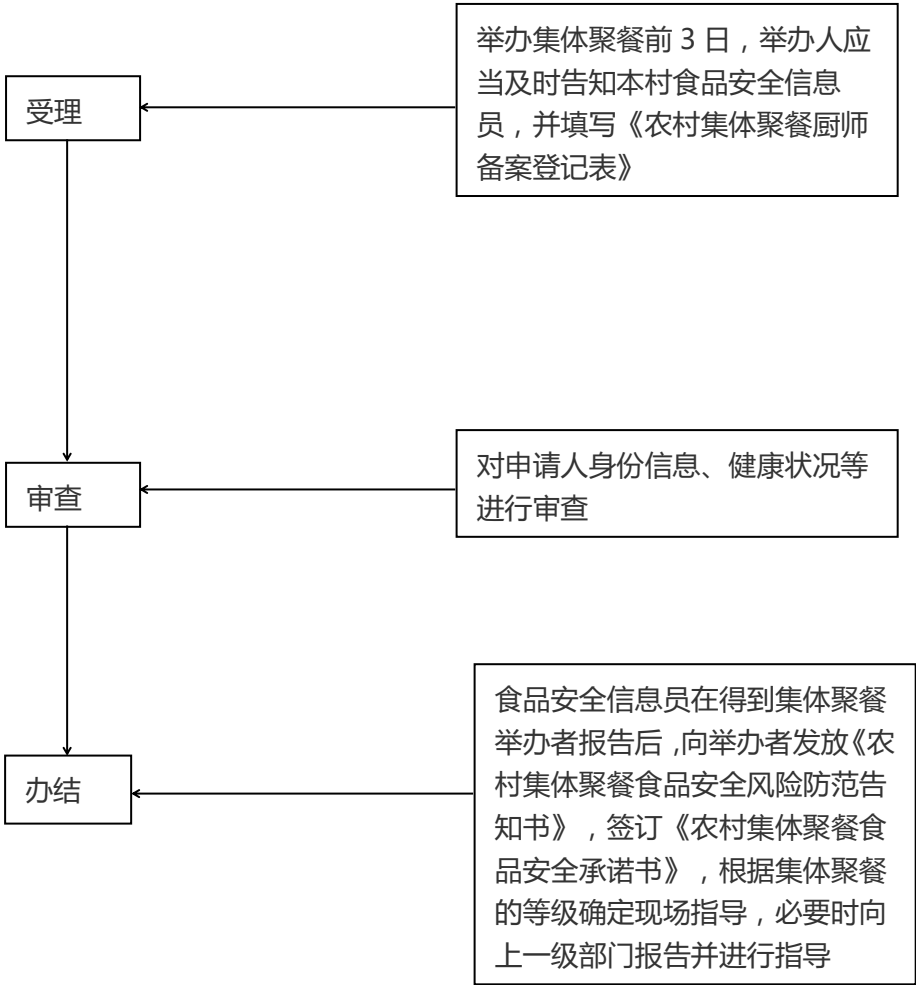 举办集体聚餐前 3 日，举办人应
当及时告知本村食品安全信息
员，并填写《农村集体聚餐厨师
备案登记表》
受理
对申请人身份信息、健康状况等
进行审查
审查
食品安全信息员在得到集体聚餐
举办者报告后,向举办者发放《农
村集体聚餐食品安全风险防范告
知书》，签订《农村集体聚餐食
品安全承诺书》，根据集体聚餐
的等级确定现场指导，必要时向
上一级部门报告并进行指导
办结